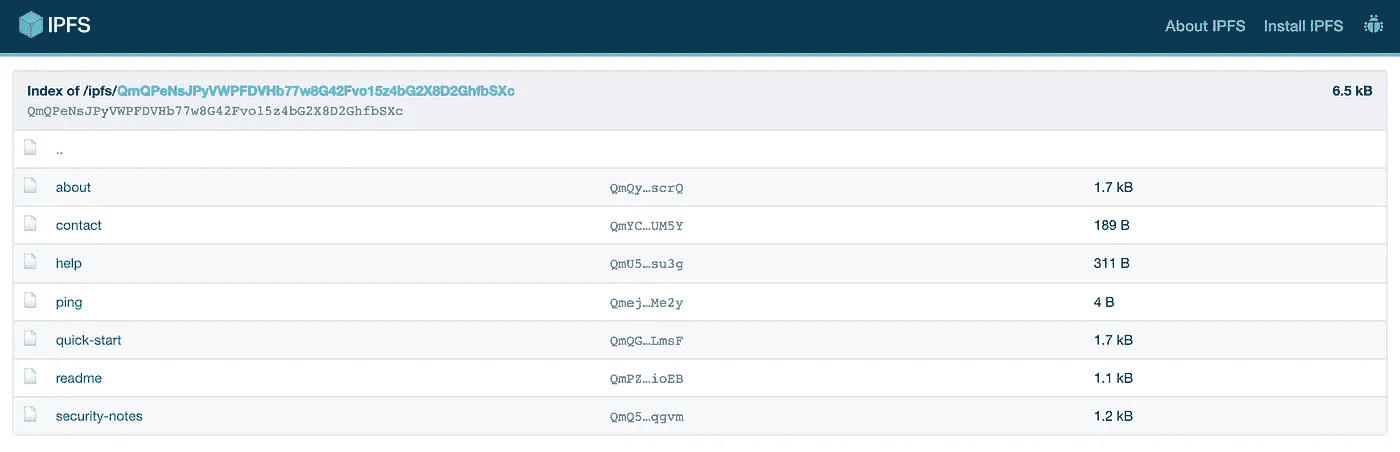 IPFS
About IPFS Install IPFS
Index of /ipfs/QmQPeNsJPyVWPFDVHb77w8G42Fvo15z4bG2X8D2GhfbSXc 6.5 kB
QmQPeNsJPyVWPFDVHb77w8G42Fvo15z4bG2X8D2GhfbSXc
..
about QmQy…scrQ 1.7 kB
contact QmYC…UM5Y 189 B
help QmU5…su3g 311 B
ping Qmej…Me2y 4 B
quick-start QmQG…LmsF 1.7 kB
readme QmPZ…ioEB 1.1 kB
security-notes QmQ5…qgvm 1.2 kB